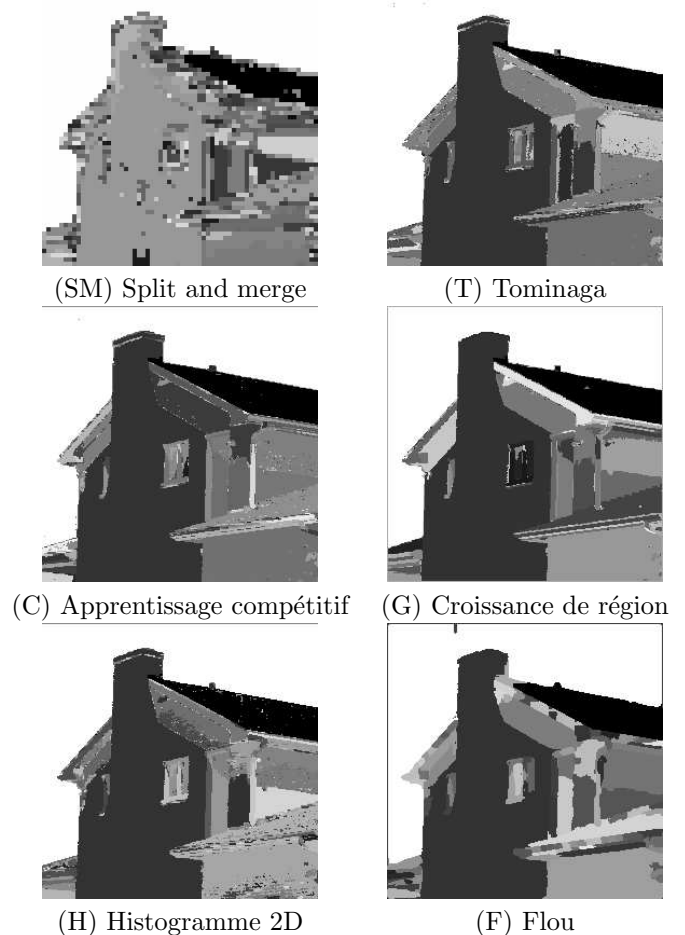 (SM) Split and merge
(T) Tominaga
(C) Apprentissage compétitif
(G) Croissance de région
(H) Histogramme 2D
(F) Flou